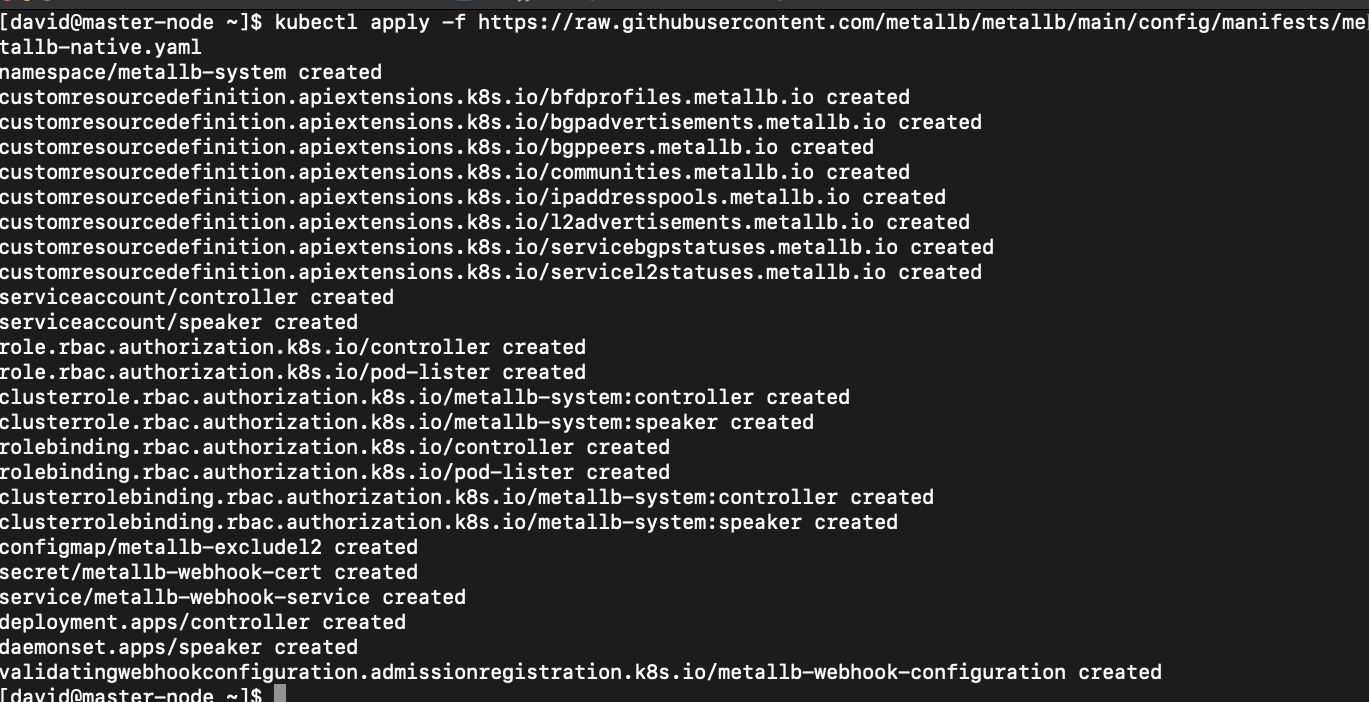 [david@master-node ~]$ kubectl apply -f https://raw.githubusercontent.com/metallb/metallb/main/config/manifests/me
tallb-native.yaml
namespace/metallb-system created
customresourcedefinition.apiextensions.k8s.io/bfdprofiles.metallb.io created
customresourcedefinition.apiextensions.k8s.io/bgpadvertisements.metallb.io created
customresourcedefinition.apiextensions.k8s.io/bgppeers.metallb.io created
customresourcedefinition.apiextensions.k8s.io/communities.metallb.io created
customresourcedefinition.apiextensions.k8s.io/ipaddresspools.metallb.io created
customresourcedefinition.apiextensions.k8s.io/l2advertisements.metallb.io created
customresourcedefinition.apiextensions.k8s.io/servicebgpstatuses.metallb.io created
customresourcedefinition.apiextensions.k8s.io/servicel2statuses.metallb.io created
serviceaccount/controller created
serviceaccount/speaker created
role.rbac.authorization.k8s.io/controller created
role.rbac.authorization.k8s.io/pod-lister created
clusterrole.rbac.authorization.k8s.io/metallb-system:controller created
clusterrole.rbac.authorization.k8s.io/metallb-system:speaker created
rolebinding.rbac.authorization.k8s.io/controller created
rolebinding.rbac.authorization.k8s.io/pod-lister created
clusterrolebinding.rbac.authorization.k8s.io/metallb-system:controller created
clusterrolebinding.rbac.authorization.k8s.io/metallb-system:speaker created
configmap/metallb-excludel2 created
secret/metallb-webhook-cert created
service/metallb-webhook-service created
deployment.apps/controller created
daemonset.apps/speaker created
validatingwebhookconfiguration.admissionregistration.k8s.io/metallb-webhook-configuration created
[david@master-node ~]$